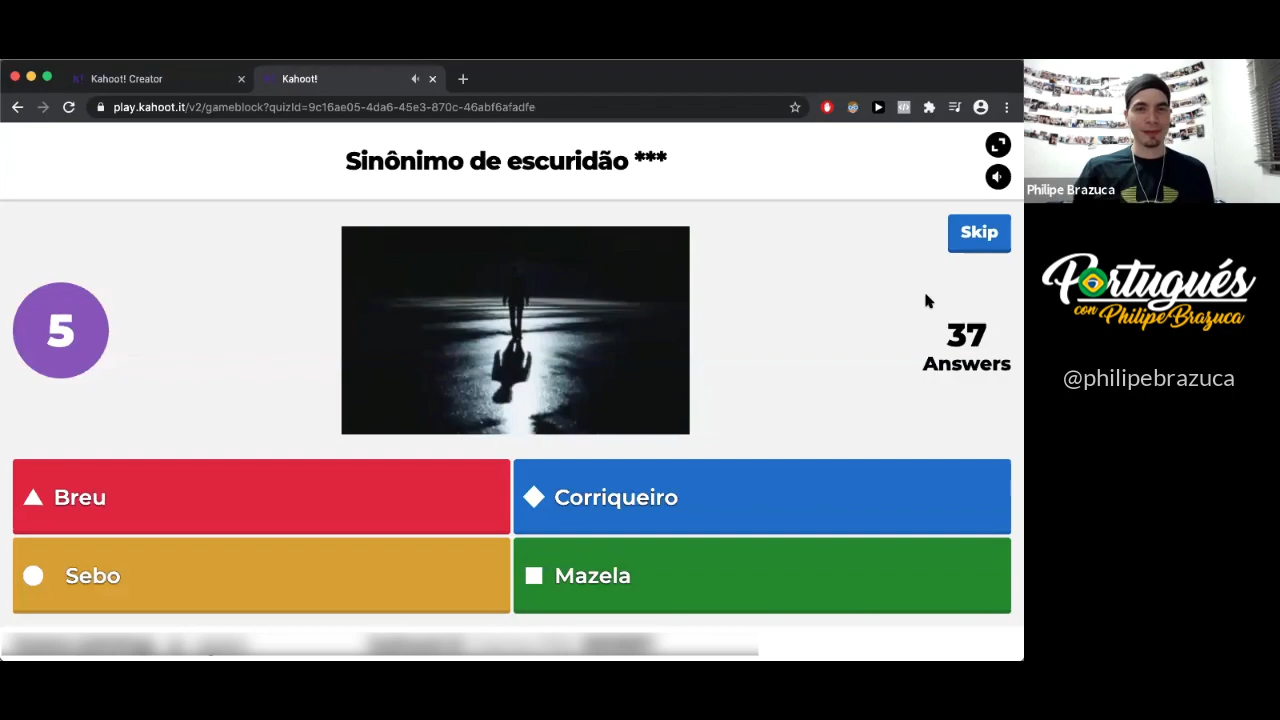 Kahoot! Creator
Kahoot!
play.kahoot.it/v2/gameblock?quizId=9c16ae05-4da6-45e3-870c-46abf6afadfe
Sinônimo de escuridão ***
Philipe Brazuca
Skip
5
37
Answers
Portugués
con Philipe Brazuca
@philipebrazuca
Breu
Corriqueiro
Sebo
Mazela